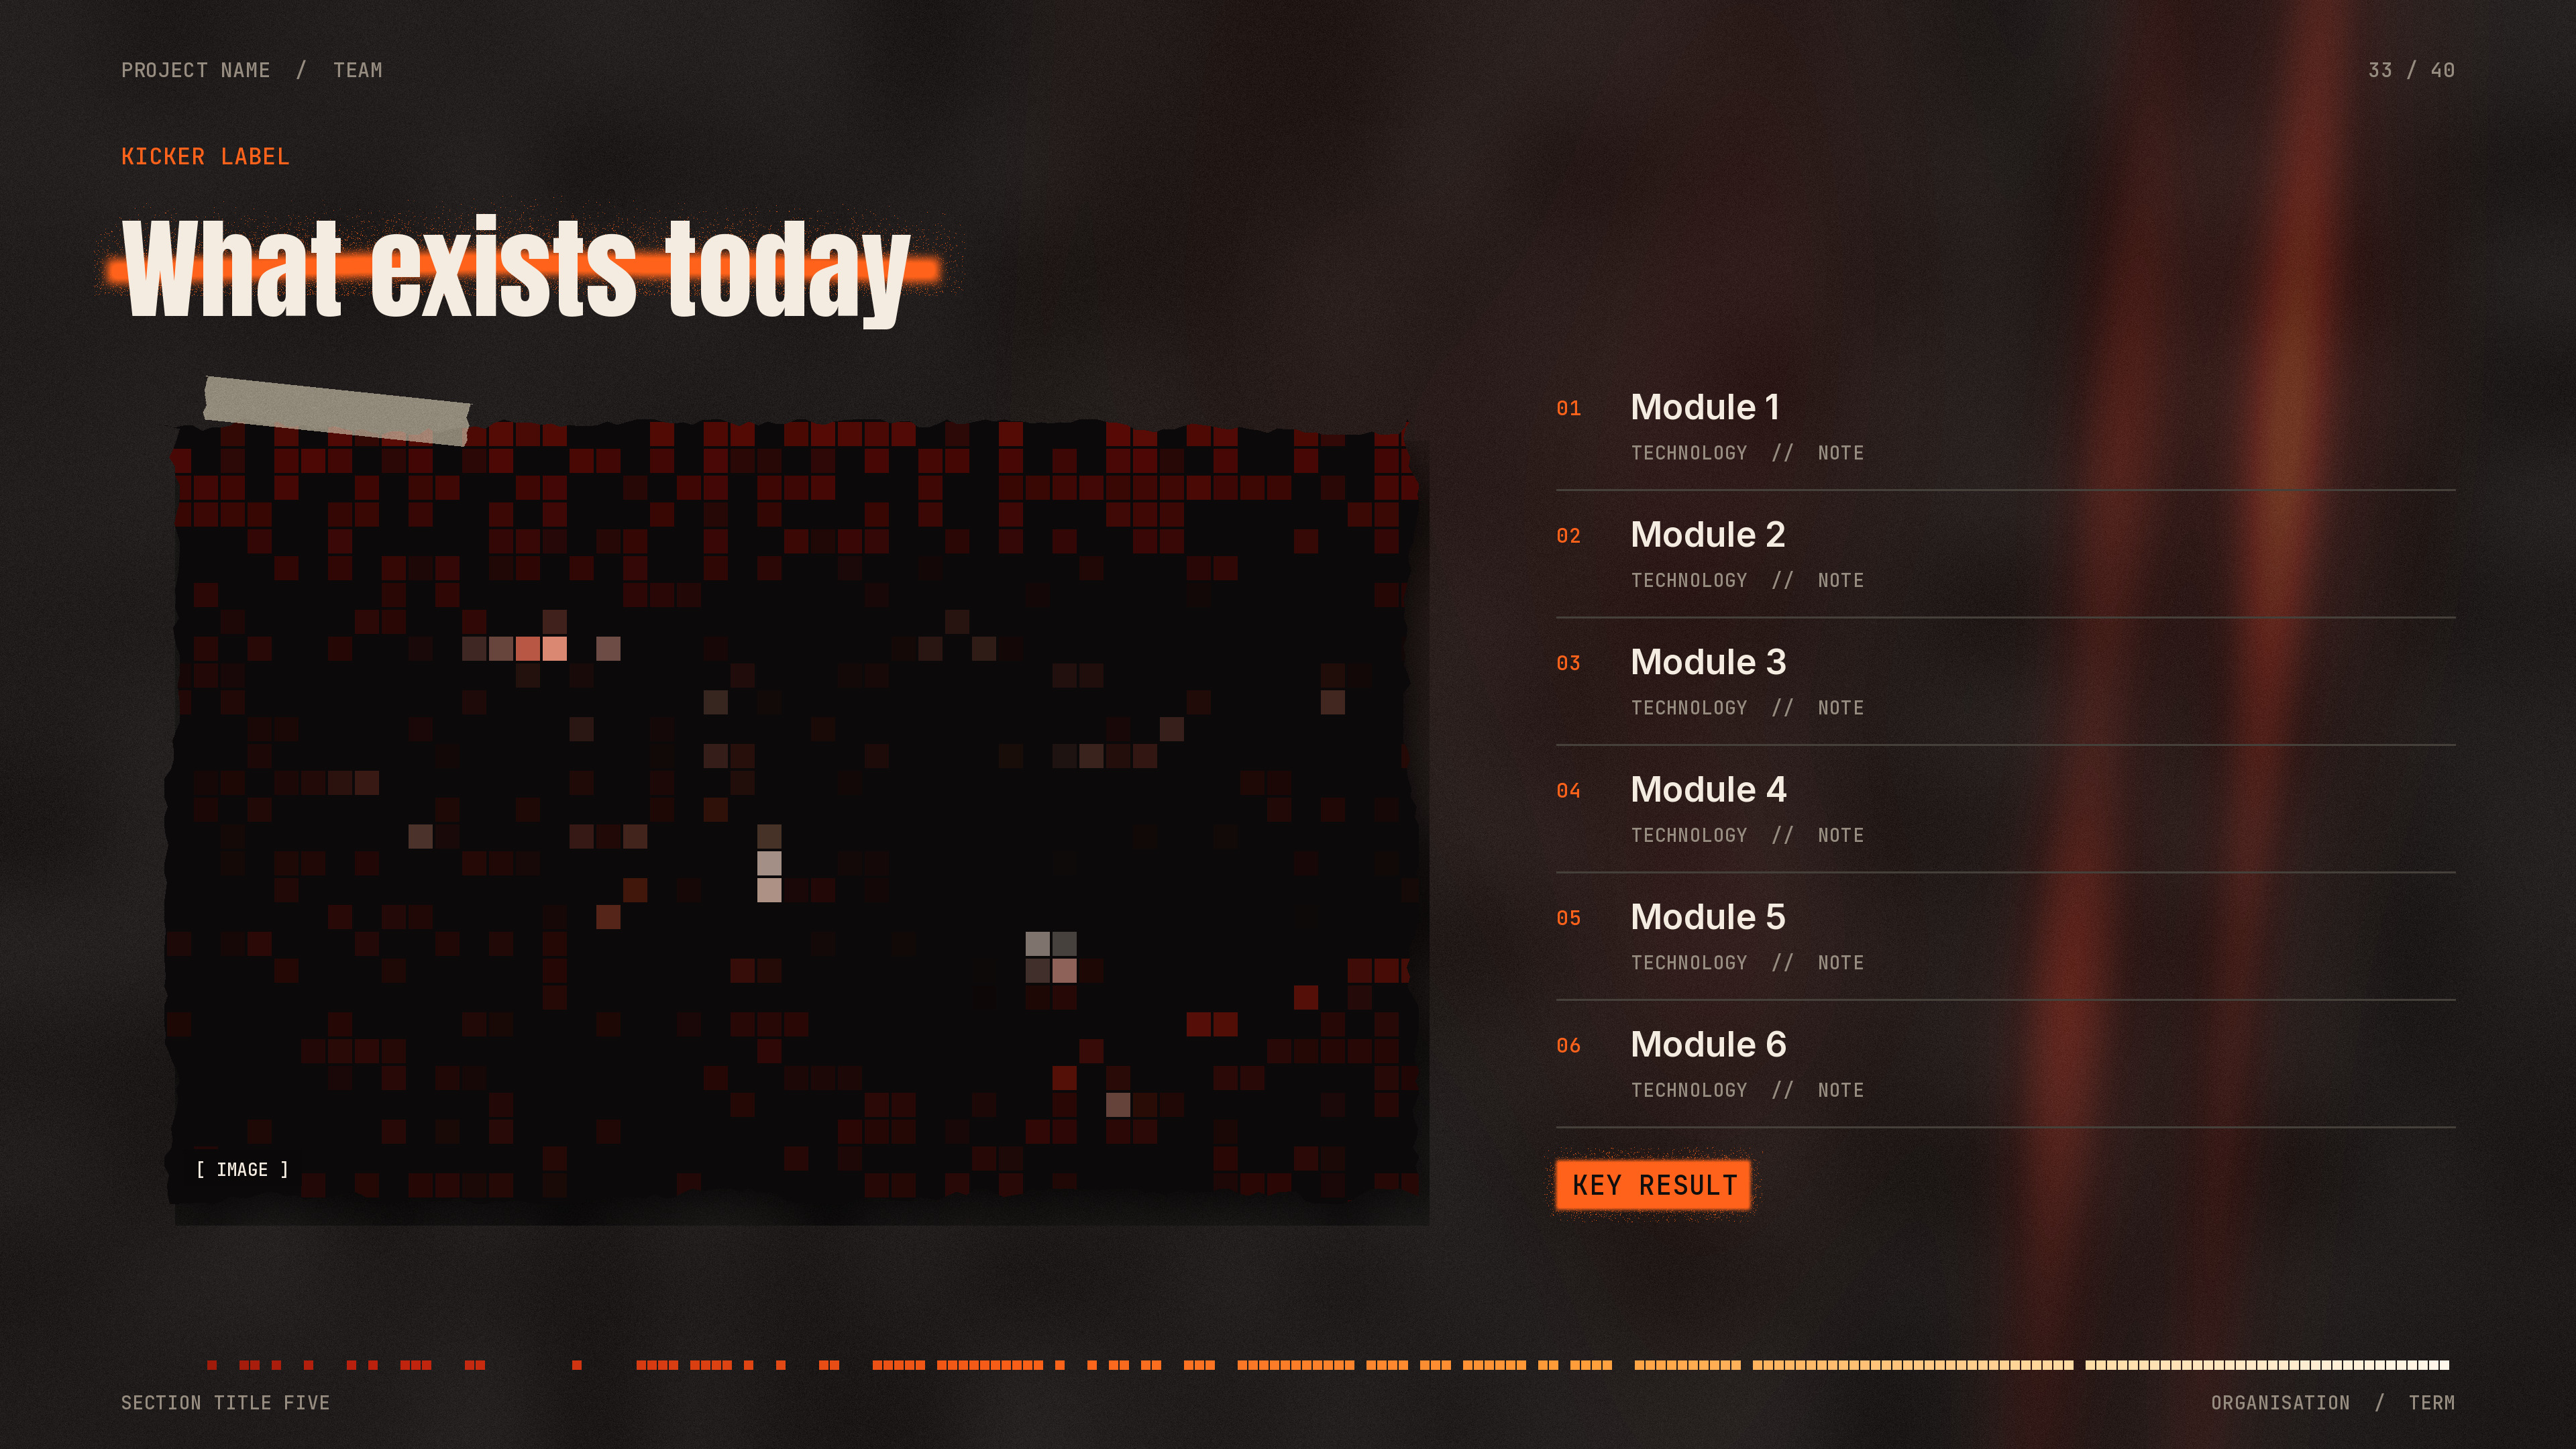 PROJECT NAME / TEAM
33 / 40
KICKER LABEL
What exists today
01 Module 1
TECHNOLOGY // NOTE
02 Module 2
TECHNOLOGY // NOTE
03 Module 3
TECHNOLOGY // NOTE
04 Module 4
TECHNOLOGY // NOTE
05 Module 5
TECHNOLOGY // NOTE
06 Module 6
TECHNOLOGY // NOTE
[ IMAGE ]
KEY RESULT
SECTION TITLE FIVE
ORGANISATION / TERM